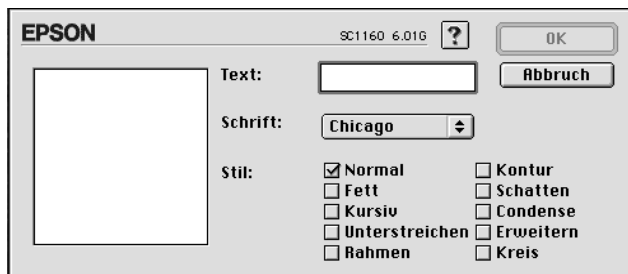 EPSON SC1160 6.01G ? OK
Text: Abbruch
Schrift: Chicago
Stil: Normal Kontur
Fett Schatten
Kursiv Condense
Unterstreichen Erweitern
Rahmen Kreis